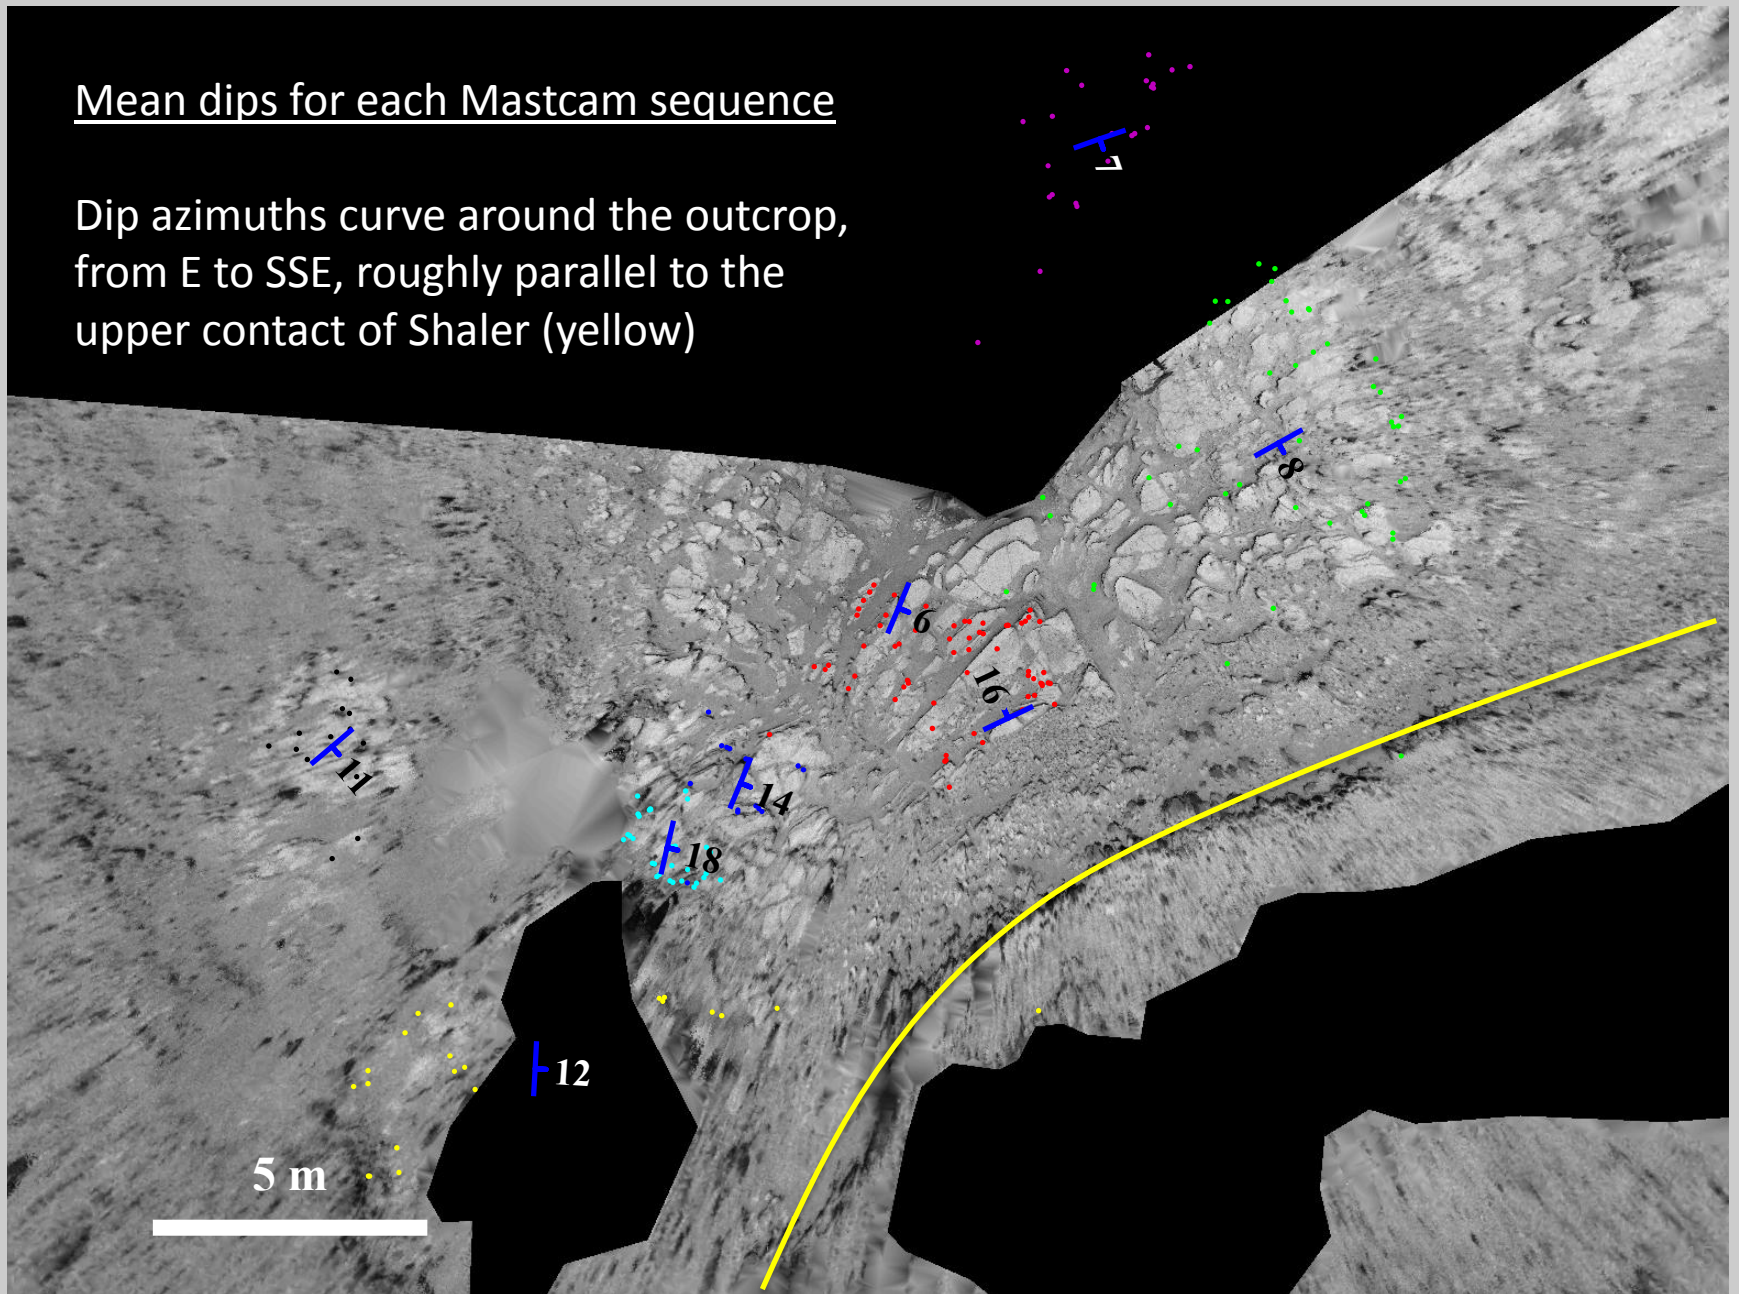 Mean dips for each Mastcam sequence
Dip azimuths curve around the outcrop,
from E to SSE, roughly parallel to the
upper contact of Shaler (yellow)
7
8
6
16
11
14
18
12
5 m